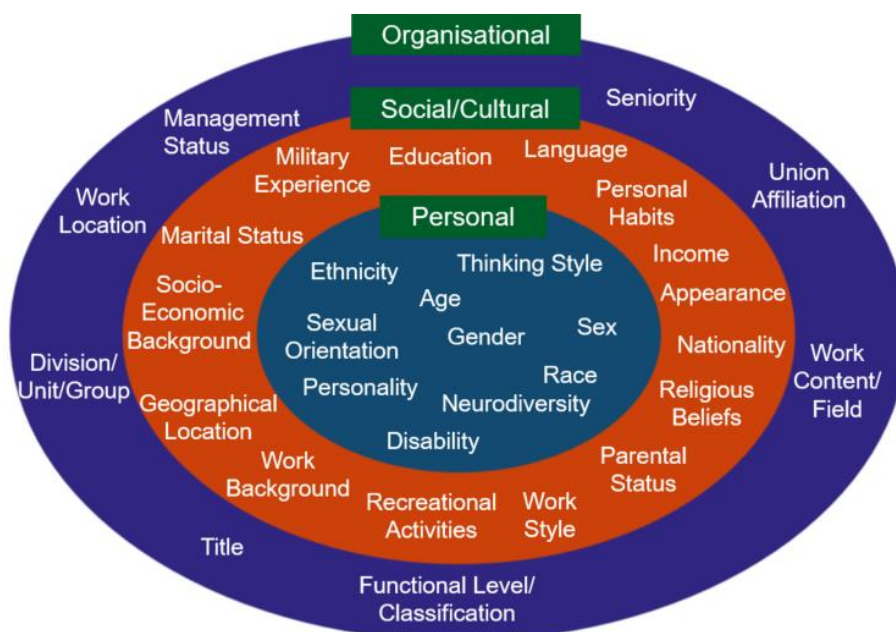 Organisational
Seniority
Management
Status
Union
Affiliation
Work
Location
Work
Content/
Field
Division/
Unit/Group
Title
Functional Level/
Classification
Social/Cultural
Military
Experience
Education
Language
Personal
Habits
Marital Status
Income
Socio-
Economic
Background
Appearance
Nationality
Geographical
Location
Religious
Beliefs
Work
Background
Parental
Status
Recreational
Activities
Work
Style
Personal
Ethnicity
Thinking Style
Age
Sexual
Orientation
Gender
Sex
Personality
Race
Neurodiversity
Disability